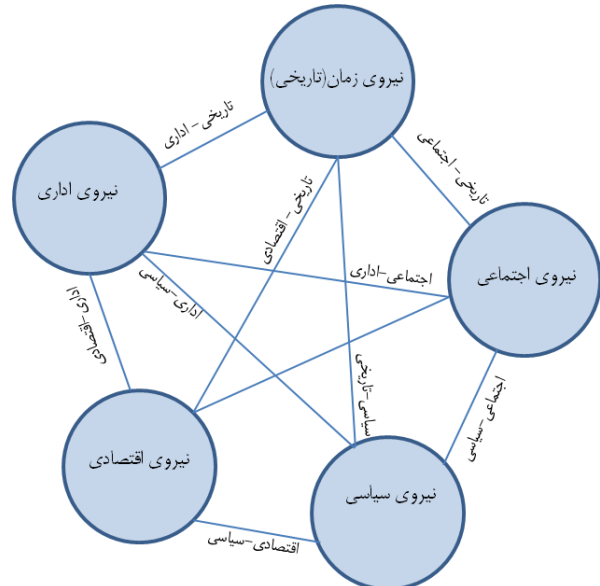 نیروی زمان(تاریخی)
تاریخی - اداری
تاریخی - اجتماعی
نیروی اداری
تاریخی - اقتصادی
نیروی اجتماعی
اجتماعی-اداری
اداری-سیاسی
اداری-اقتصادی
سیاسی-تاریخی
اجتماعی-سیاسی
نیروی اقتصادی
نیروی سیاسی
اقتصادی-سیاسی